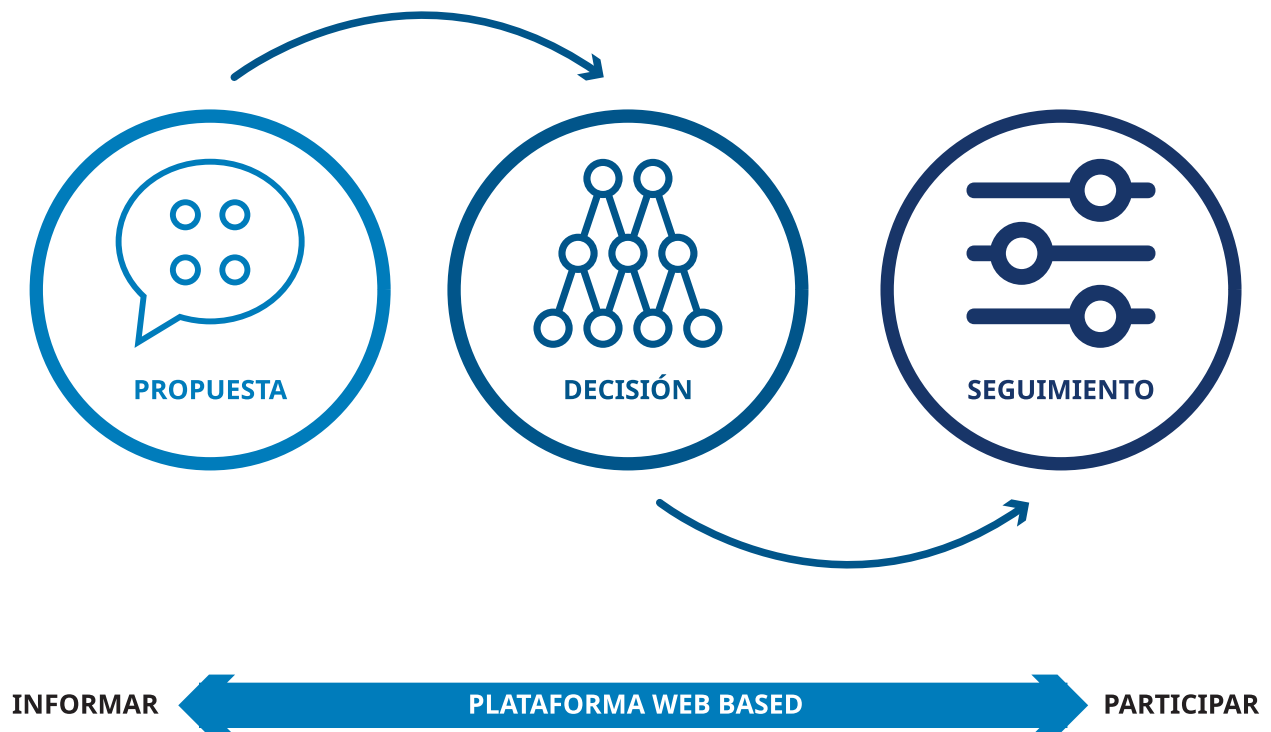 PROPUESTA
DECISIÓN
SEGUIMIENTO
INFORMAR
PLATAFORMA WEB BASED
PARTICIPAR